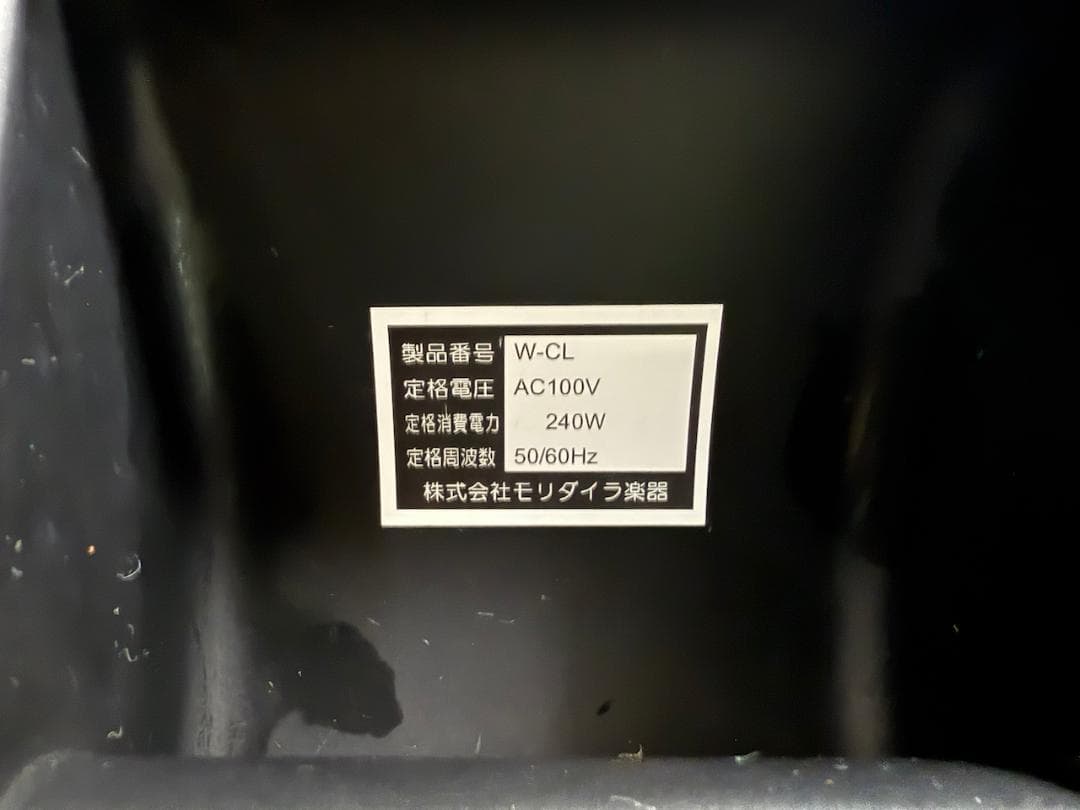 製品番号 W-CL
定格電圧 AC100V
定格消費電力 240W
定格周波数 50/60Hz
株式会社モリダイラ楽器